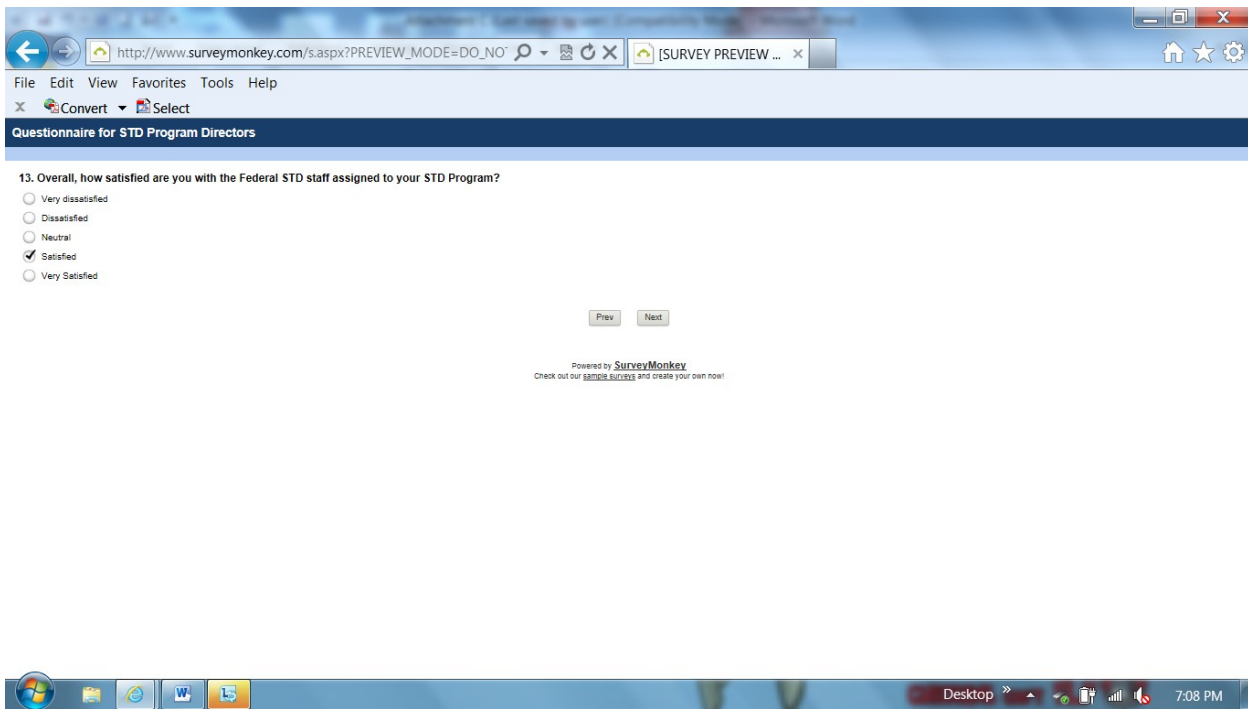 http://www.surveymonkey.com/s.aspx?PREVIEW_MODE=DO_NOT
[SURVEY PREVIEW ...
File Edit View Favorites Tools Help
x Convert Select
Questionnaire for STD Program Directors
13. Overall, how satisfied are you with the Federal STD staff assigned to your STD Program?
Very dissatisfied
Dissatisfied
Neutral
Satisfied
Very Satisfied
Prev Next
Powered by SurveyMonkey
Check out our sample surveys and create your own now!
Desktop » 7:08 PM